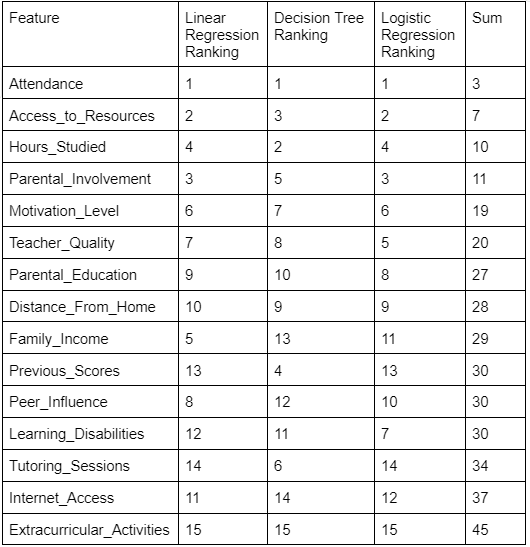 Feature Linear Regression Ranking Decision Tree Ranking Logistic Regression Ranking Sum
Attendance 1 1 1 3
Access_to_Resources 2 3 2 7
Hours_Studied 4 2 4 10
Parental_Involvement 3 5 3 11
Motivation_Level 6 7 6 19
Teacher_Quality 7 8 5 20
Parental_Education 9 10 8 27
Distance_From_Home 10 9 9 28
Family_Income 5 13 11 29
Previous_Scores 13 4 13 30
Peer_Influence 8 12 10 30
Learning_Disabilities 12 11 7 30
Tutoring_Sessions 14 6 14 34
Internet_Access 11 14 12 37
Extracurricular_Activities 15 15 15 45